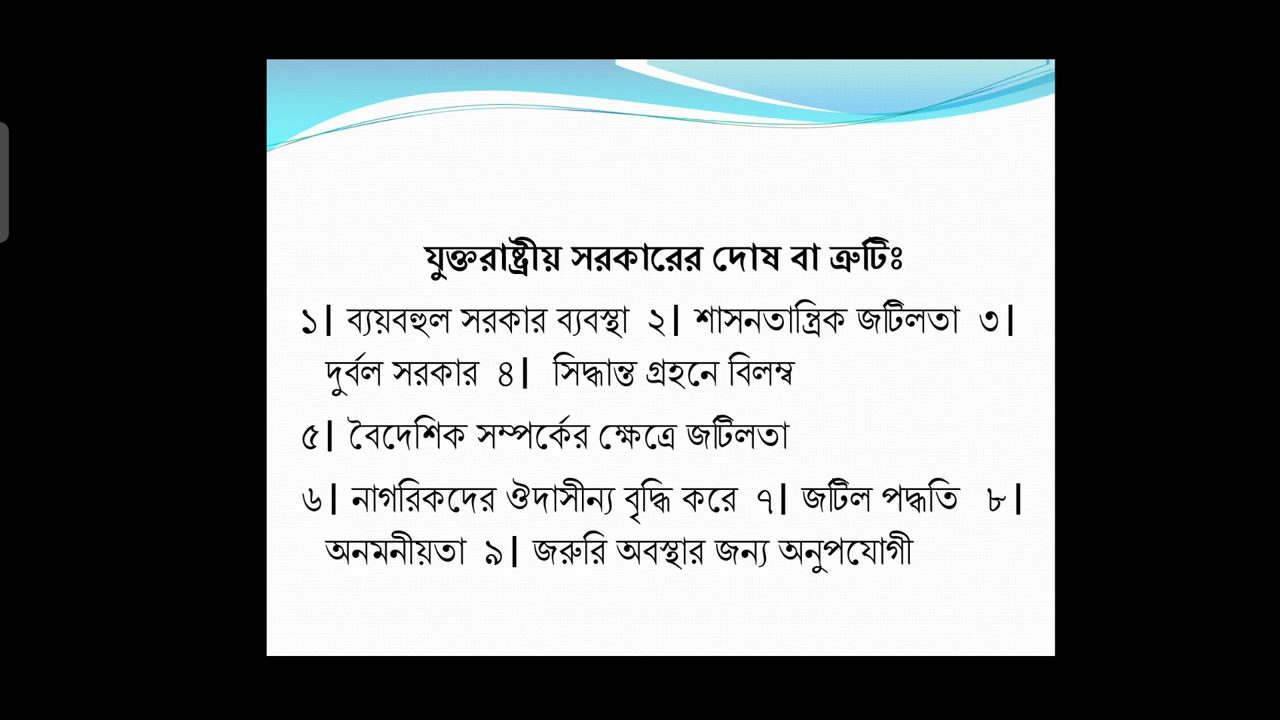 যুক্তরাষ্ট্রীয় সরকারের দোষ বা ত্রুটিঃ
১| ব্যয়বহুল সরকার ব্যবস্থা ২| শাসনতান্ত্রিক জটিলতা ৩|
দুর্বল সরকার ৪| সিদ্ধান্ত গ্রহনে বিলম্ব
৫| বৈদেশিক সম্পর্কের ক্ষেত্রে জটিলতা
৬| নাগরিকদের ঔদাসীন্য বৃদ্ধি করে ৭| জটিল পদ্ধতি ৮|
অনমনীয়তা ৯| জরুরি অবস্থার জন্য অনুপযোগী